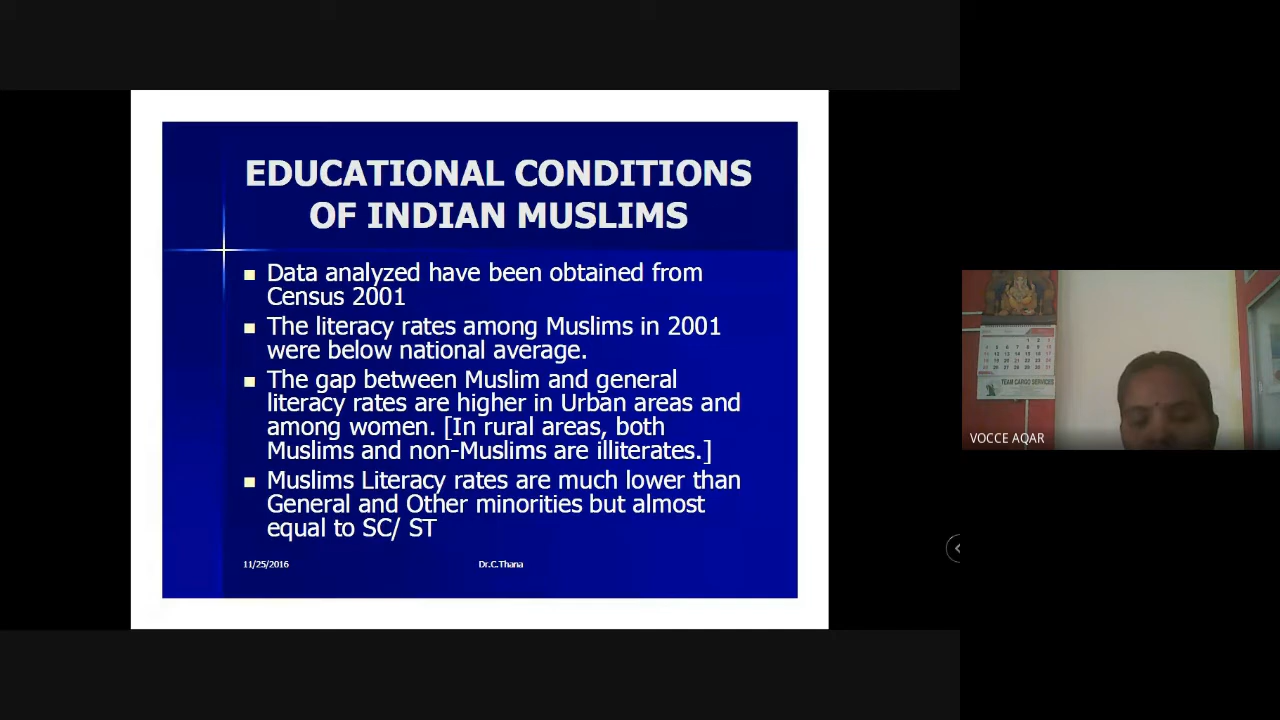 EDUCATIONAL CONDITIONS
OF INDIAN MUSLIMS
Data analyzed have been obtained from
Census 2001
The literacy rates among Muslims in 2001
were below national average.
The gap between Muslim and general
literacy rates are higher in Urban areas and
among women. [In rural areas, both
Muslims and non-Muslims are illiterates.]
Muslims Literacy rates are much lower than
General and Other minorities but almost
equal to SC/ ST
11/25/2016
Dr.C.Thana
TEAM CARGO SERVICES
VOCCE AQAR